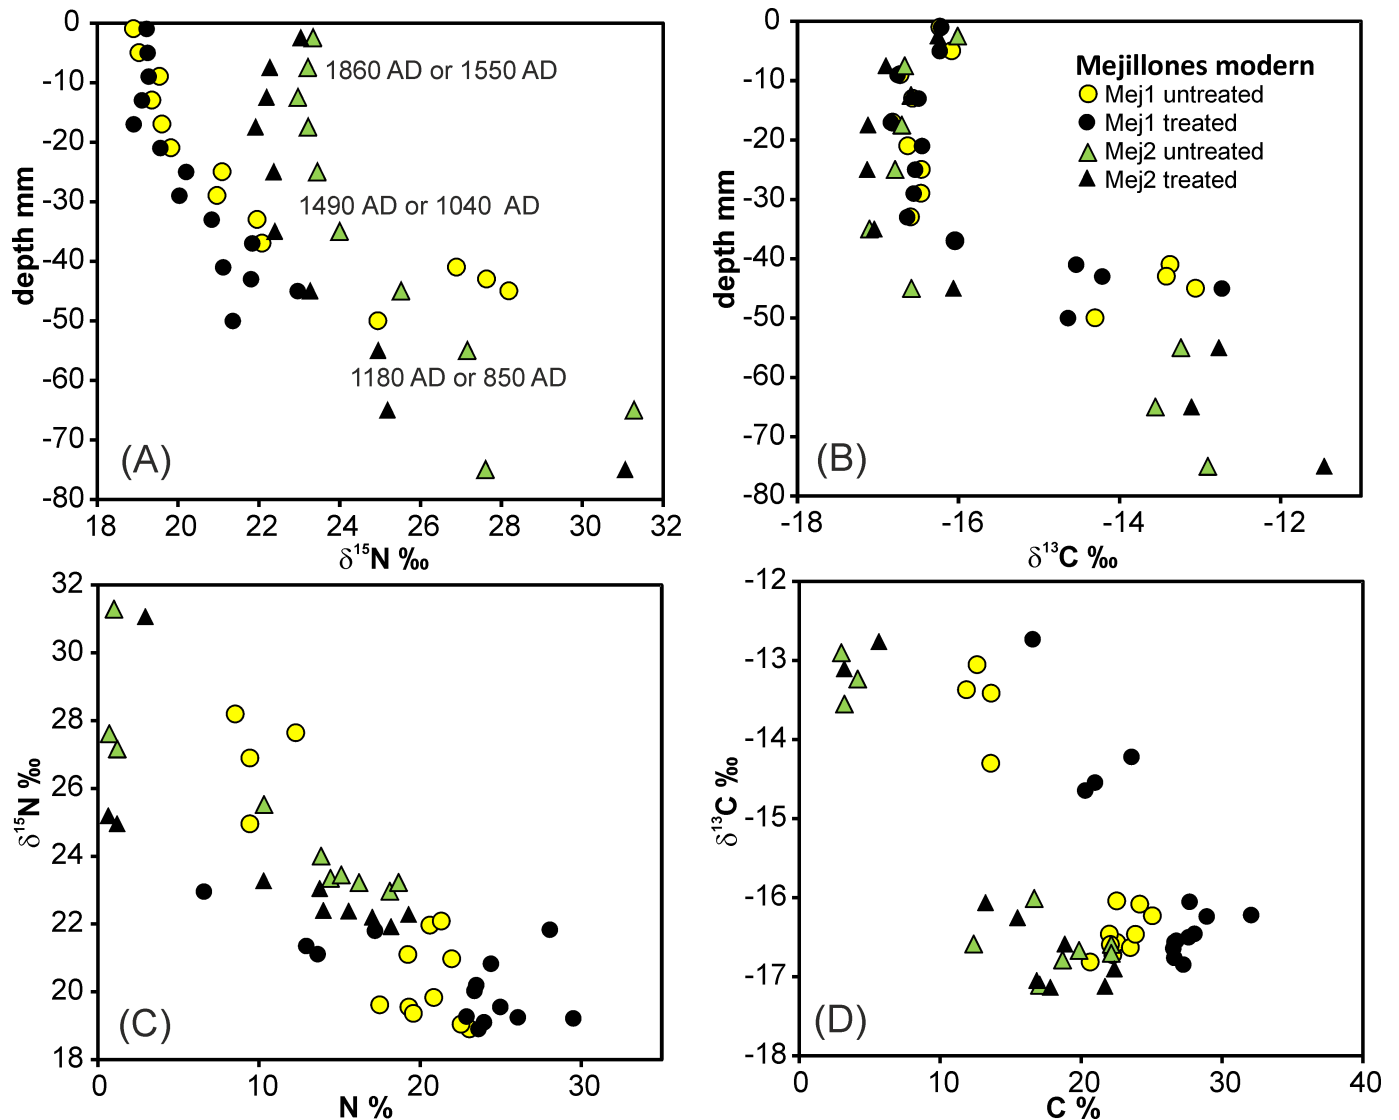 0
-10
-20
-30
-40
-50
-60
-70
-80
depth mm
1860 AD or 1550 AD
1490 AD or 1040 AD
1180 AD or 850 AD
(A)
18 20 22 24 26 28 30 32
δ¹⁵N ‰
0
-10
-20
-30
-40
-50
-60
-70
-80
depth mm
Mejillones modern
Mej1 untreated
Mej1 treated
Mej2 untreated
Mej2 treated
(B)
-18 -16 -14 -12
δ¹³C ‰
32
30
28
26
24
22
20
18
δ¹⁵N ‰
(C)
0 10 20 30
N %
-12
-13
-14
-15
-16
-17
-18
δ¹³C ‰
(D)
0 10 20 30 40
C %